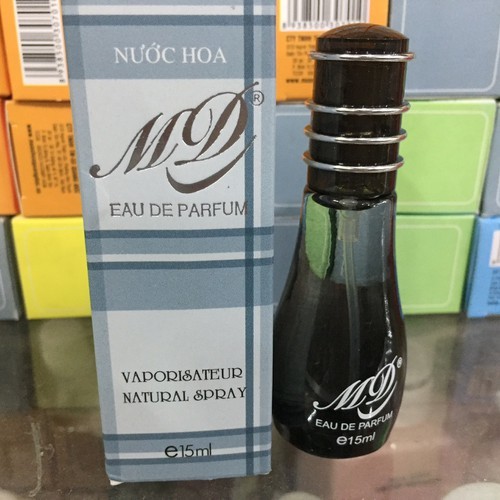 NƯỚC HOA
MD®
EAU DE PARFUM
VAPORISATEUR
NATURAL SPRAY
e15ml
MD®
EAU DE PARFUM
e15ml